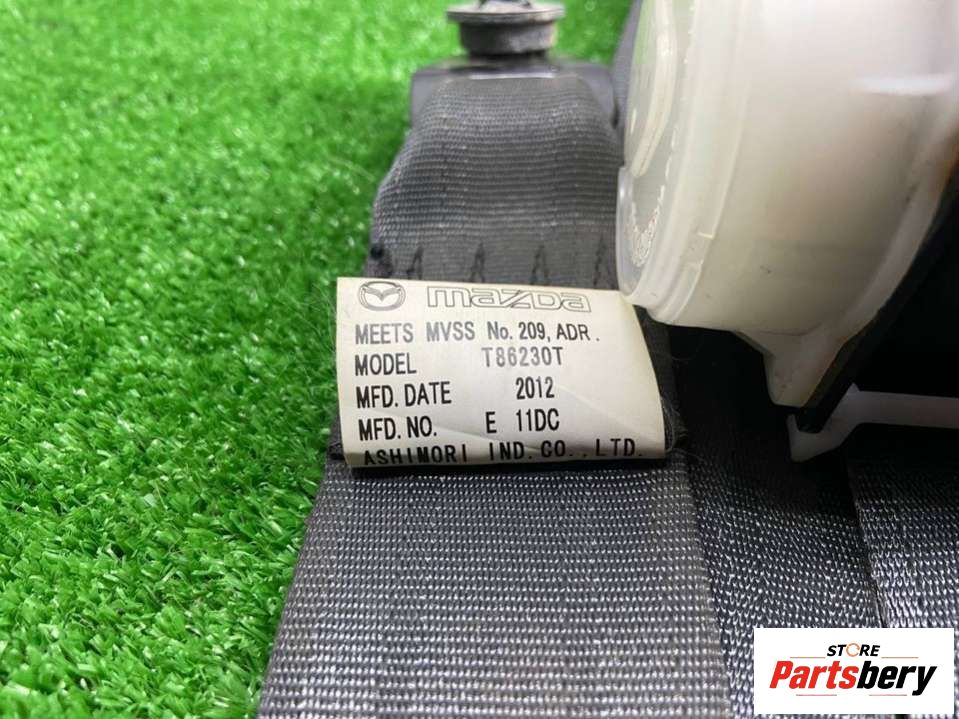 mazda
MEETS MVSS No. 209, ADR.
MODEL T86230T
MFD. DATE 2012
MFD. NO. E 11DC
ASHIMORI IND. CO., LTD.
STORE
Partsbery